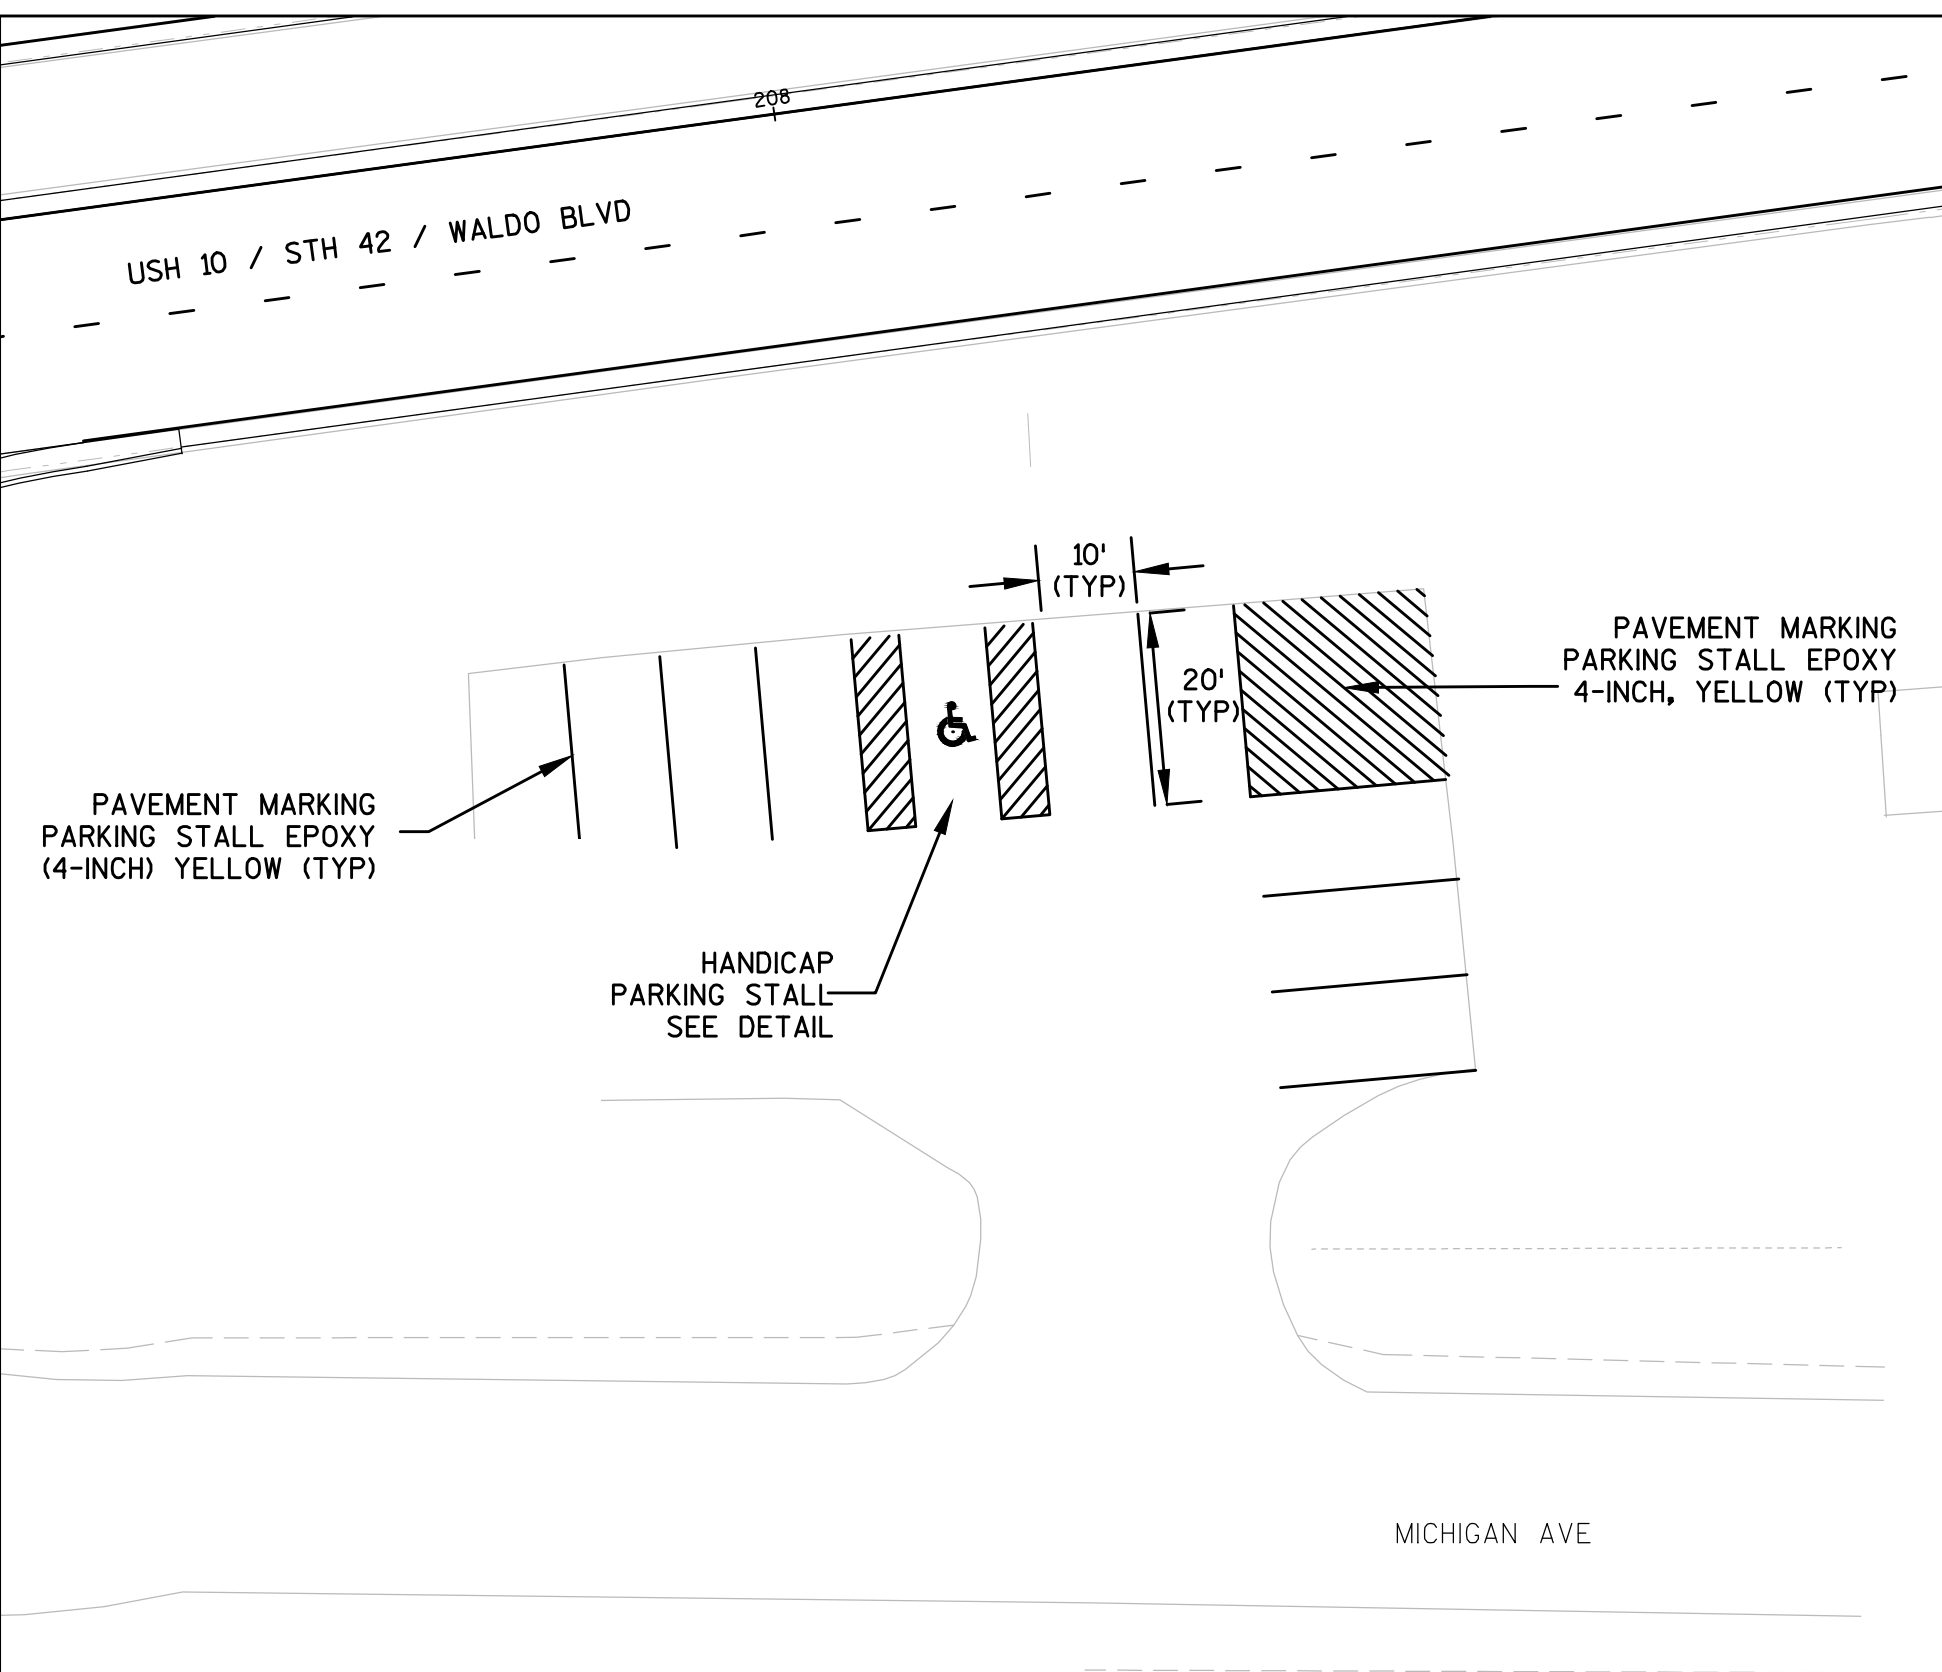 208
USH 10 / STH 42 / WALDO BLVD
10'
(TYP)
PAVEMENT MARKING
PARKING STALL EPOXY
4-INCH, YELLOW (TYP)
20'
(TYP)
PAVEMENT MARKING
PARKING STALL EPOXY
(4-INCH) YELLOW (TYP)
HANDICAP
PARKING STALL
SEE DETAIL
MICHIGAN AVE